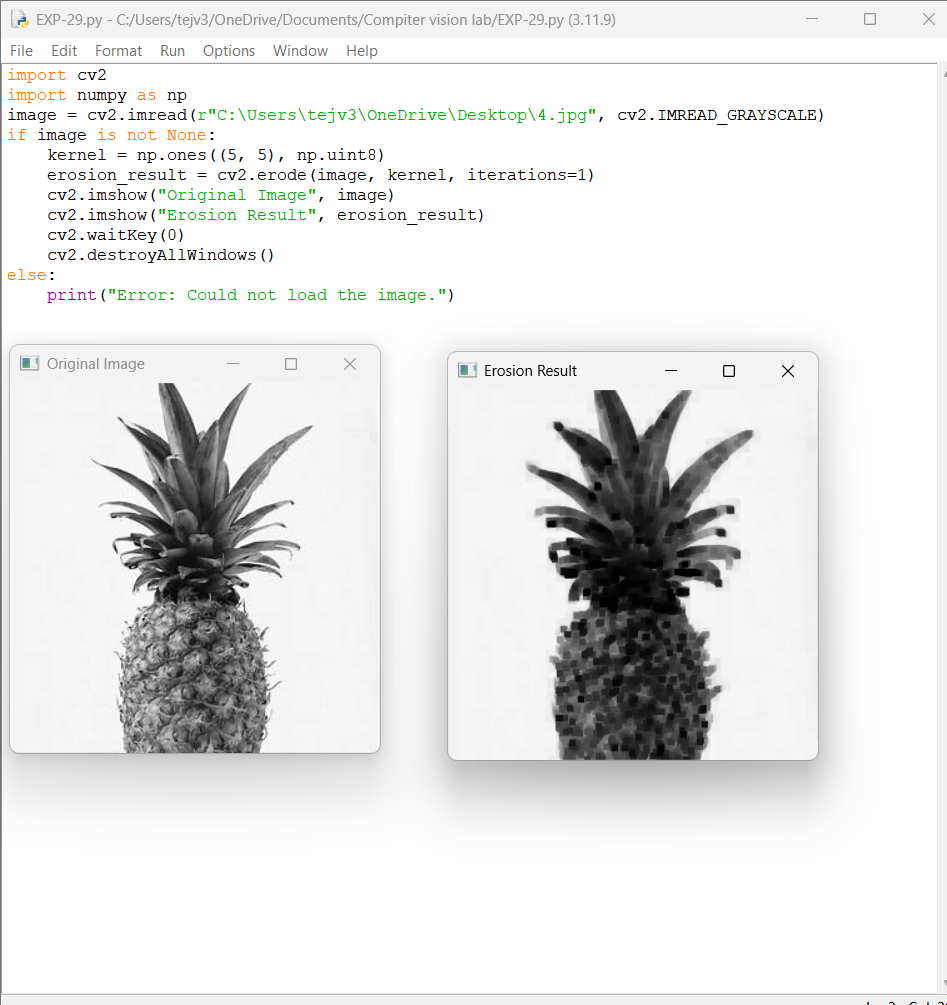 EXP-29.py - C:/Users/tejv3/OneDrive/Documents/Compiter vision lab/EXP-29.py (3.11.9)
File Edit Format Run Options Window Help
import cv2
import numpy as np
image = cv2.imread(r"C:\Users\tejv3\OneDrive\Desktop\4.jpg", cv2.IMREAD_GRAYSCALE)
if image is not None:
    kernel = np.ones((5, 5), np.uint8)
    erosion_result = cv2.erode(image, kernel, iterations=1)
    cv2.imshow("Original Image", image)
    cv2.imshow("Erosion Result", erosion_result)
    cv2.waitKey(0)
    cv2.destroyAllWindows()
else:
    print("Error: Could not load the image.")
Original Image
Erosion Result